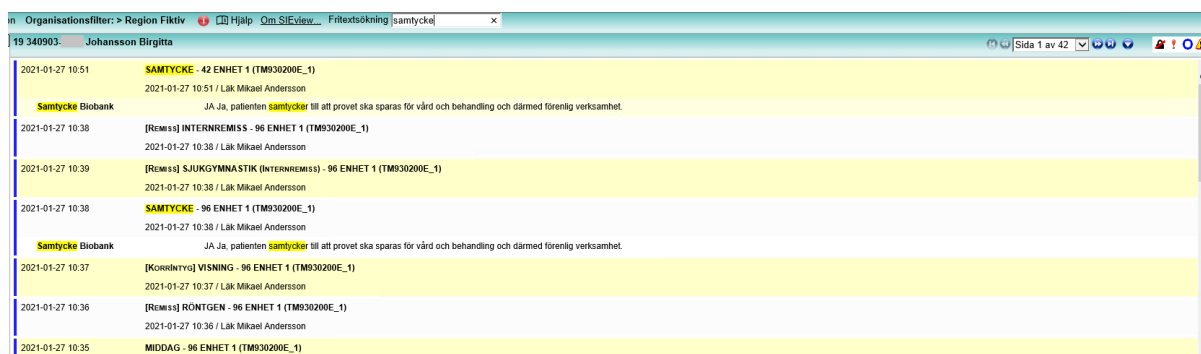 n Organisationsfilter: > Region Fiktiv Hjälp Om SIEview... Fritextsökning samtycke x
19 340903- Johansson Birgitta Sida 1 av 42
2021-01-27 10:51 SAMTYCKE - 42 ENHET 1 (TM930200E_1)
2021-01-27 10:51 / Läk Mikael Andersson
Samtycke Biobank JA Ja, patienten samtycker till att provet ska sparas för vård och behandling och därmed förenlig verksamhet.
2021-01-27 10:38 [REMISS] INTERNREMISS - 96 ENHET 1 (TM930200E_1)
2021-01-27 10:38 / Läk Mikael Andersson
2021-01-27 10:39 [REMISS] SJUKGYMNASTIK (INTERNREMISS) - 96 ENHET 1 (TM930200E_1)
2021-01-27 10:38 / Läk Mikael Andersson
2021-01-27 10:38 SAMTYCKE - 96 ENHET 1 (TM930200E_1)
2021-01-27 10:38 / Läk Mikael Andersson
Samtycke Biobank JA Ja, patienten samtycker till att provet ska sparas för vård och behandling och därmed förenlig verksamhet.
2021-01-27 10:37 [KORRINTYG] VISNING - 96 ENHET 1 (TM930200E_1)
2021-01-27 10:37 / Läk Mikael Andersson
2021-01-27 10:36 [REMISS] RÖNTGEN - 96 ENHET 1 (TM930200E_1)
2021-01-27 10:36 / Läk Mikael Andersson
2021-01-27 10:35 MIDDAG - 96 ENHET 1 (TM930200E_1)